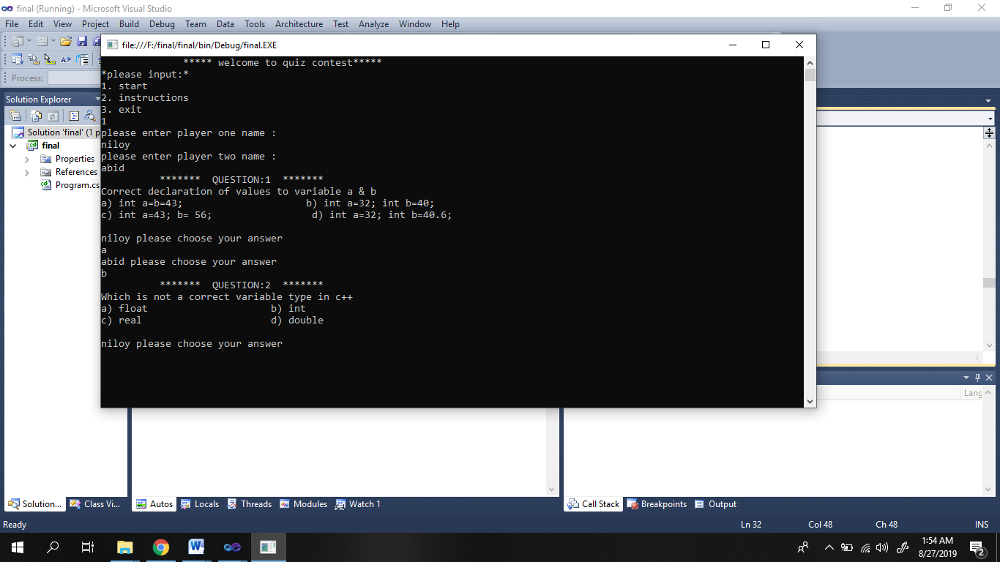 final (Running) - Microsoft Visual Studio
File Edit View Project Build Debug Team Data Tools Architecture Test Analyze Window Help
file:///F:/final/final/bin/Debug/final.EXE
Process:
Solution Explorer
Solution 'final' (1 p
final
Properties
References
Program.cs
***** welcome to quiz contest*****
*please input:*
1. start
2. instructions
3. exit
1
please enter player one name :
niloy
please enter player two name :
abid
******* QUESTION:1 *******
Correct declaration of values to variable a & b
a) int a=b=43; b) int a=32; int b=40;
c) int a=43; b= 56; d) int a=32; int b=40.6;
niloy please choose your answer
a
abid please choose your answer
b
******* QUESTION:2 *******
Which is not a correct variable type in c++
a) float b) int
c) real d) double
niloy please choose your answer
Lang
Solution... Class Vi... Autos Locals Threads Modules Watch 1 Call Stack Breakpoints Output
Ready Ln 32 Col 48 Ch 48 INS
1:54 AM
8/27/2019
2